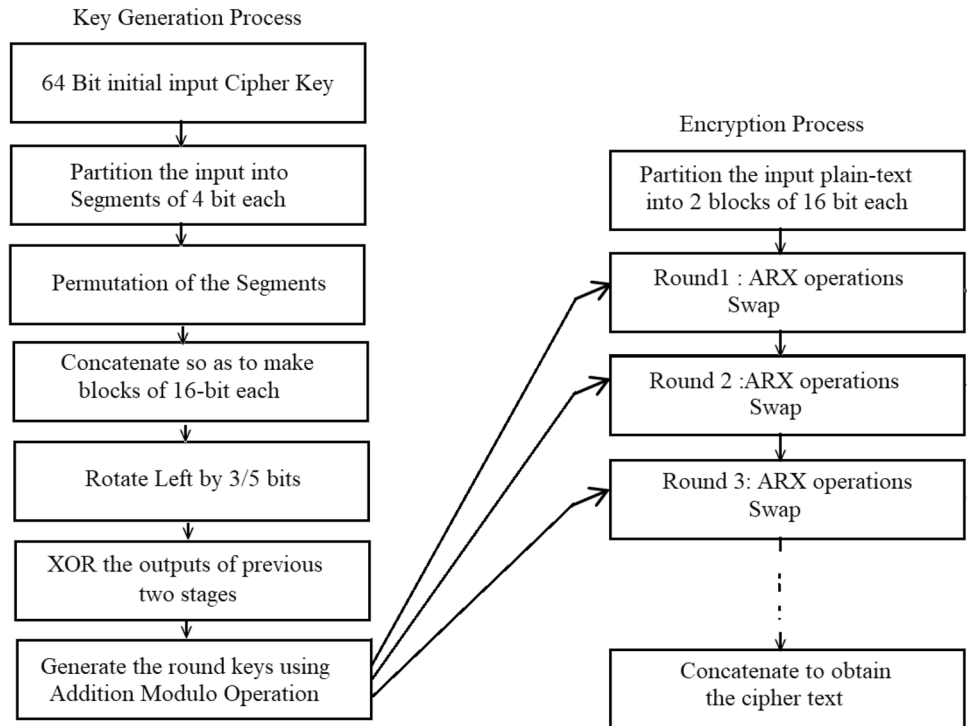 Key Generation Process
64 Bit initial input Cipher Key
Partition the input into
Segments of 4 bit each
Permutation of the Segments
Concatenate so as to make
blocks of 16-bit each
Rotate Left by 3/5 bits
XOR the outputs of previous
two stages
Generate the round keys using
Addition Modulo Operation
Encryption Process
Partition the input plain-text
into 2 blocks of 16 bit each
Round1 : ARX operations
Swap
Round 2 :ARX operations
Swap
Round 3: ARX operations
Swap
Concatenate to obtain
the cipher text